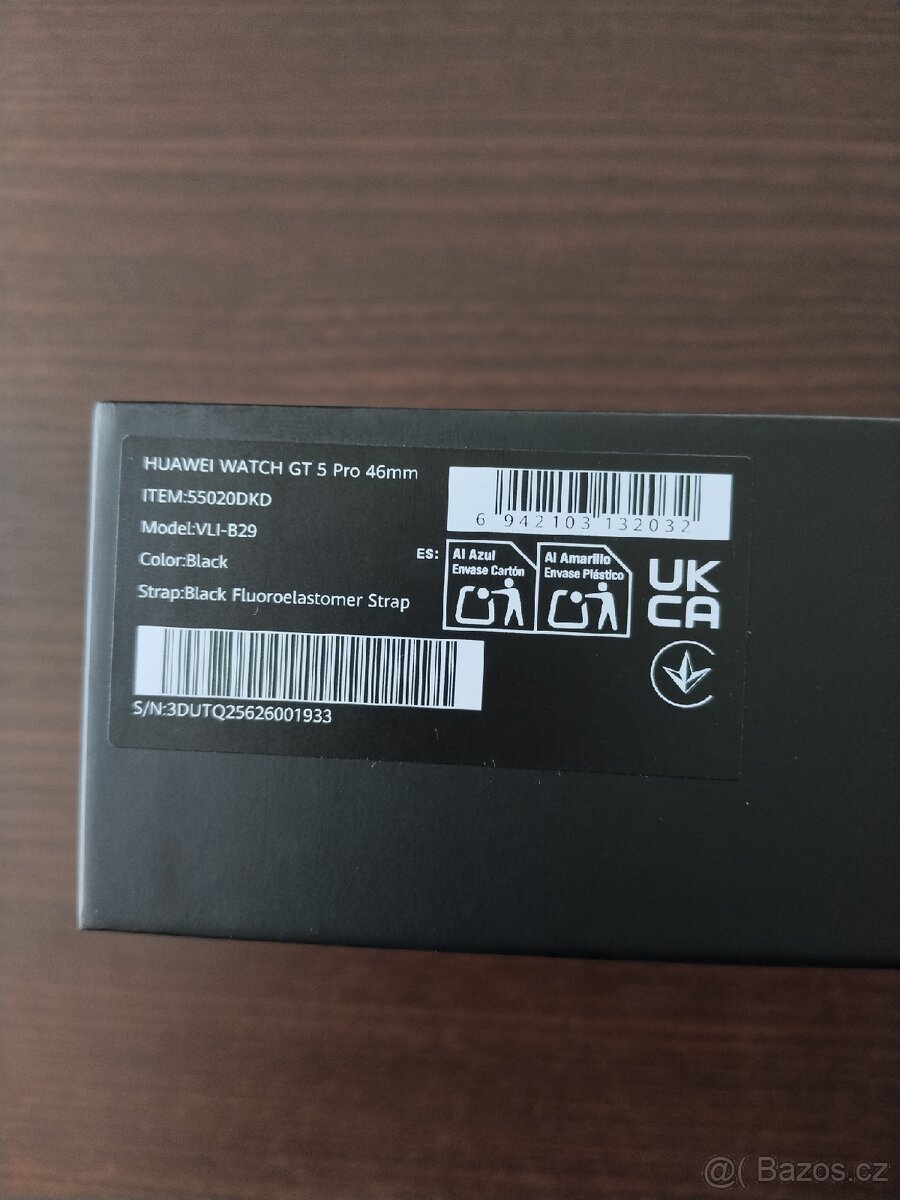 HUAWEI WATCH GT 5 Pro 46mm
ITEM:55020DKD
Model:VLI-B29
Color:Black
Strap:Black Fluoroelastomer Strap
S/N:3DUTQ25626001933
6 942103 132032
ES:
Al Azul
Envase Cartón
Al Amarillo
Envase Plástico
UK
CA
@( Bazos.cz